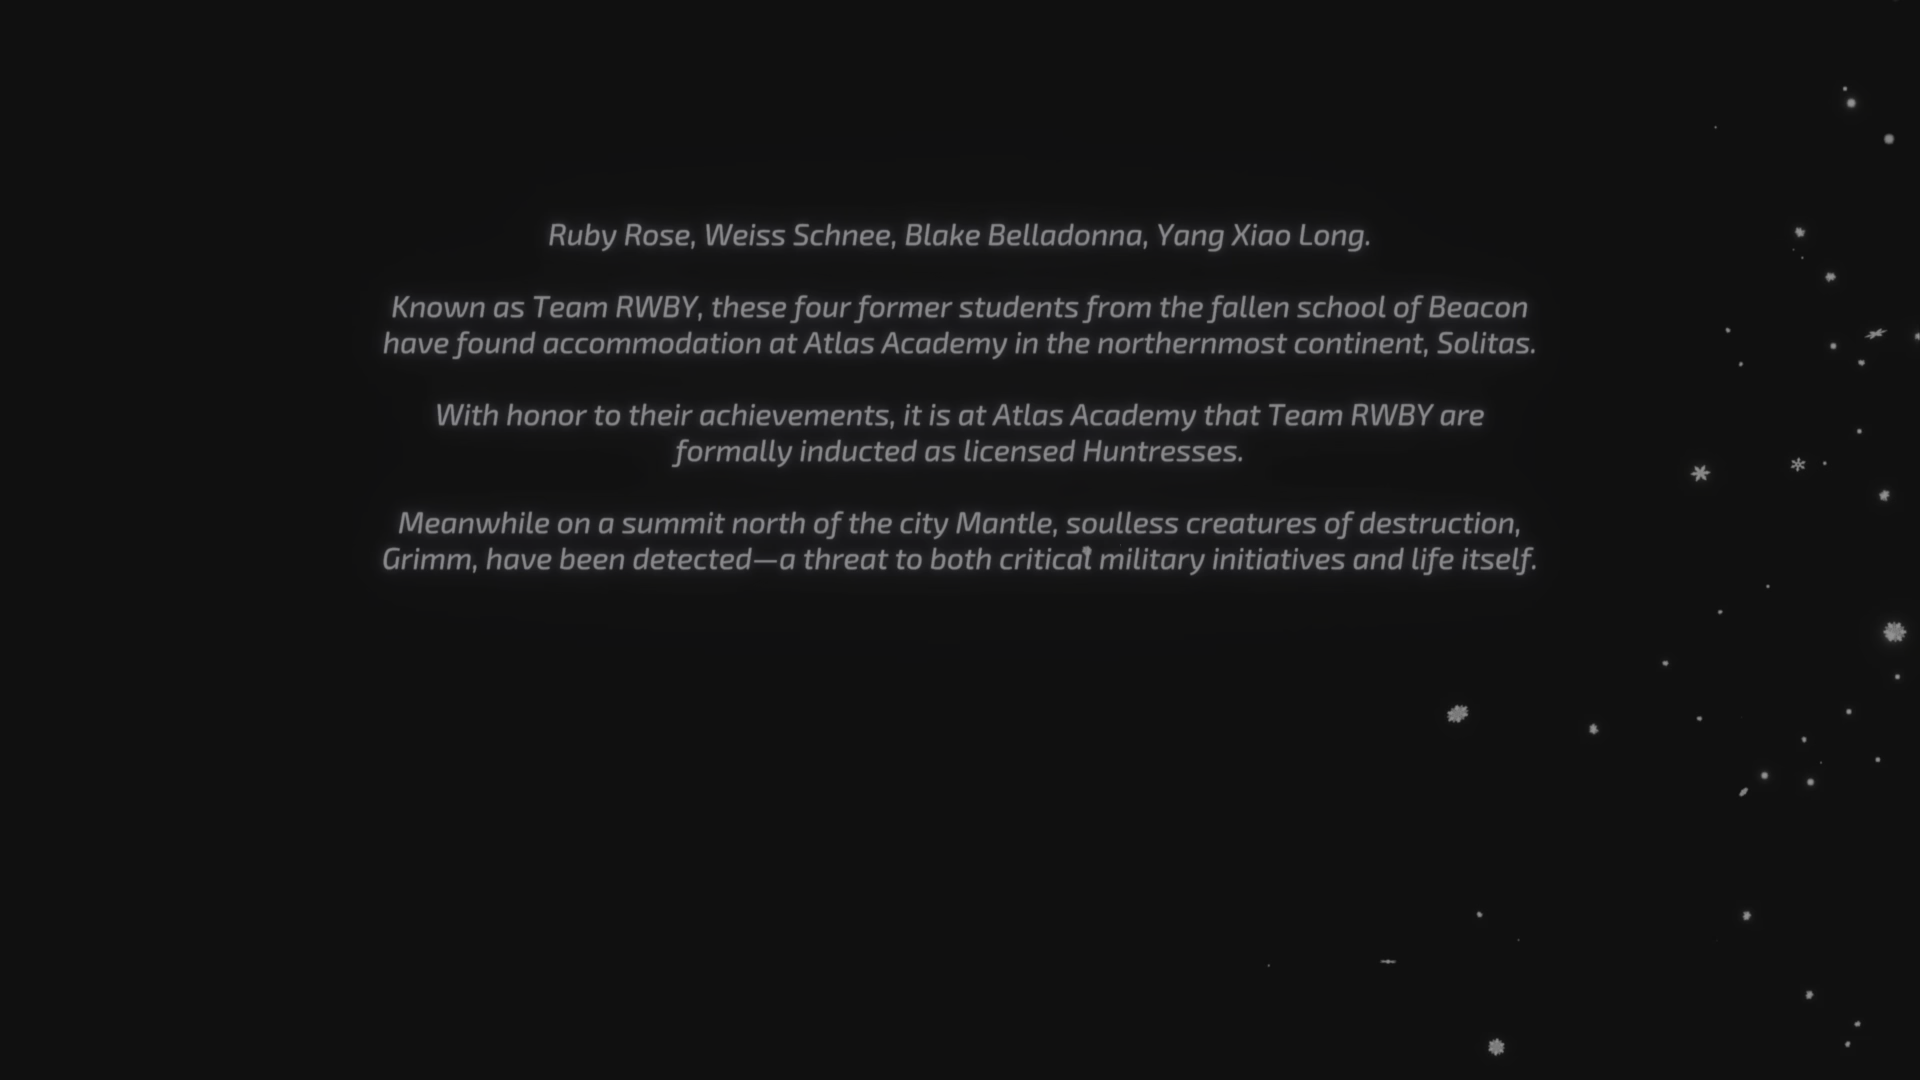 Ruby Rose, Weiss Schnee, Blake Belladonna, Yang Xiao Long.
Known as Team RWBY, these four former students from the fallen school of Beacon
have found accommodation at Atlas Academy in the northernmost continent, Solitas.
With honor to their achievements, it is at Atlas Academy that Team RWBY are
formally inducted as licensed Huntresses.
Meanwhile on a summit north of the city Mantle, soulless creatures of destruction,
Grimm, have been detected—a threat to both critical military initiatives and life itself.